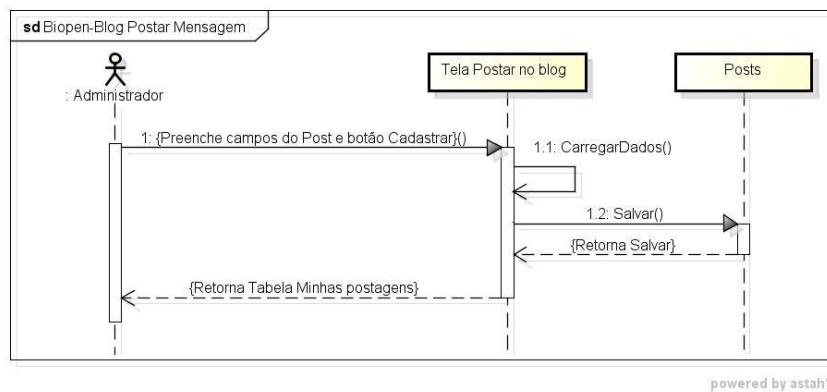 sd Biopen-Blog Postar Mensagem
Tela Postar no blog
Posts
: Administrador
1: {Preenche campos do Post e botão Cadastrar}()
1.1: CarregarDados()
1.2: Salvar()
{Retorna Salvar}
{Retorna Tabela Minhas postagens}
powered by astah